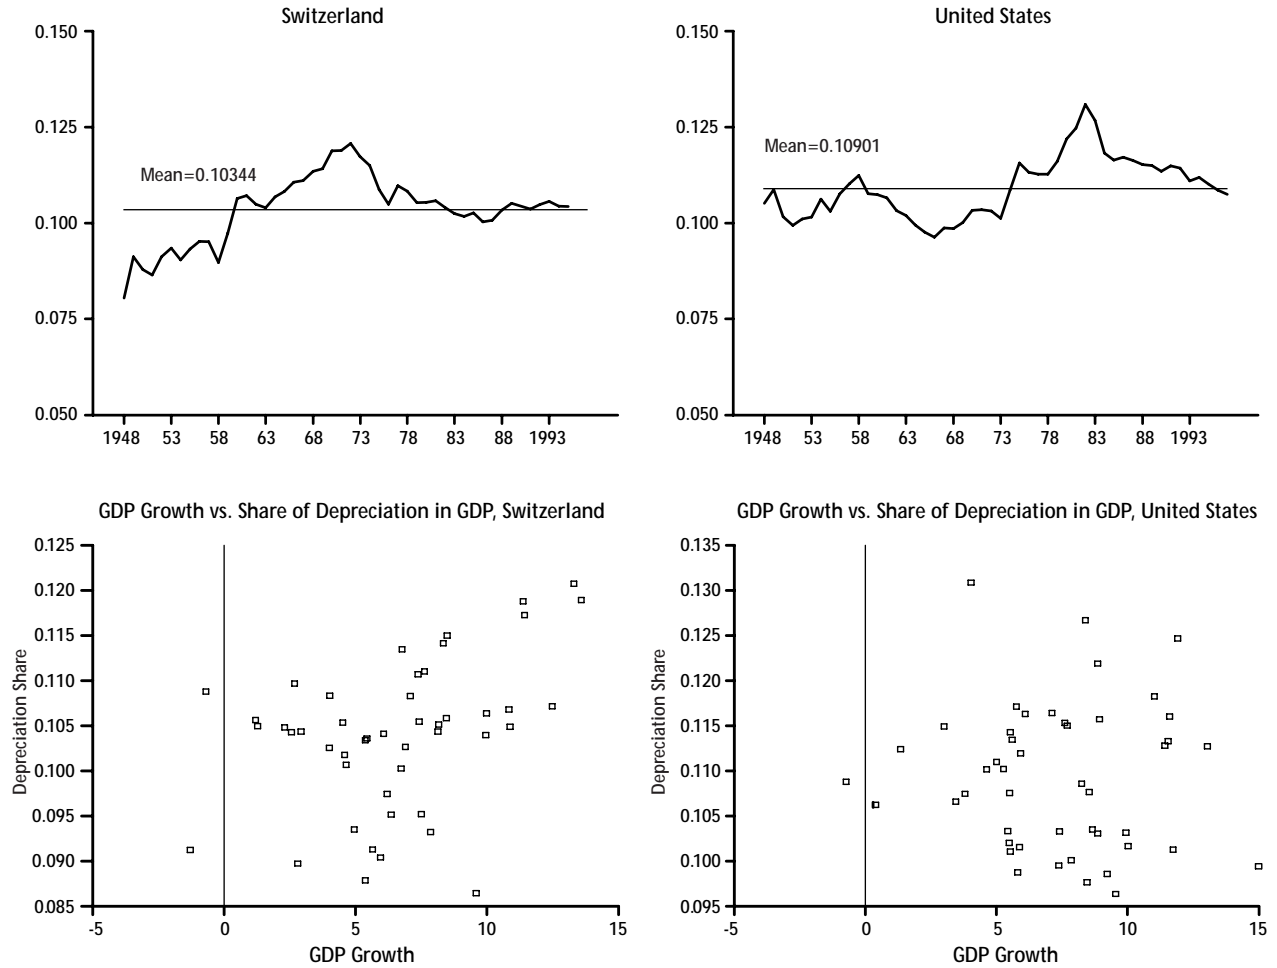 Switzerland
0.150
0.125
Mean=0.10344
0.100
0.075
0.050
1948 53 58 63 68 73 78 83 88 1993
United States
0.150
0.125
Mean=0.10901
0.100
0.075
0.050
1948 53 58 63 68 73 78 83 88 1993
GDP Growth vs. Share of Depreciation in GDP, Switzerland
0.125
0.120
0.115
0.110
0.105
0.100
0.095
0.090
0.085
Depreciation Share
-5 0 5 10 15
GDP Growth
GDP Growth vs. Share of Depreciation in GDP, United States
0.135
0.130
0.125
0.120
0.115
0.110
0.105
0.100
0.095
Depreciation Share
-5 0 5 10 15
GDP Growth